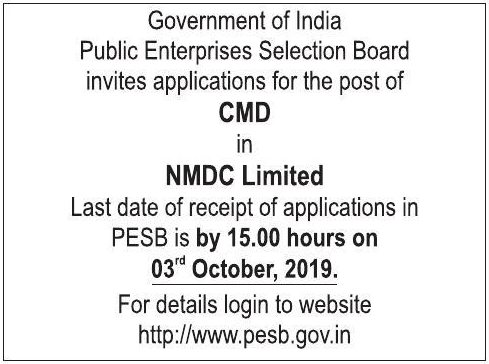 Government of India
Public Enterprises Selection Board
invites applications for the post of
CMD
in
NMDC Limited
Last date of receipt of applications in
PESB is by 15.00 hours on
03rd October, 2019.
For details login to website
http://www.pesb.gov.in